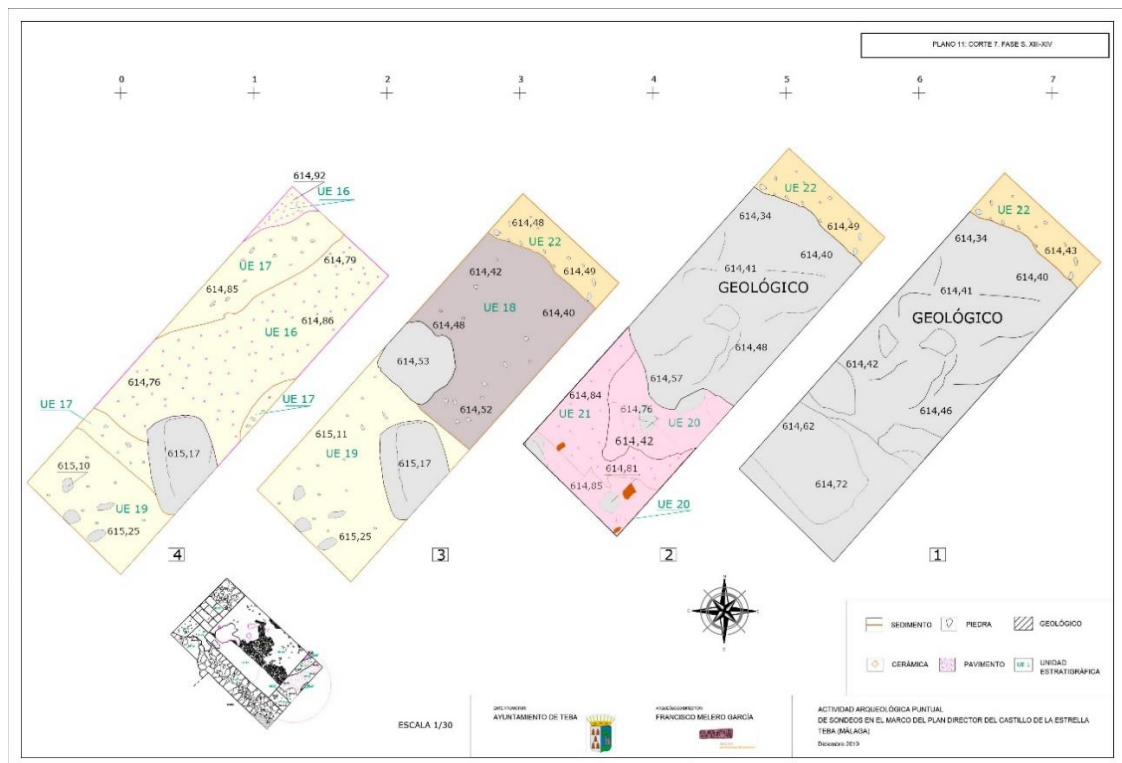 PLANO 11: CORTE 7. FASE S. XIII-XIV
0 1 2 3 4 5 6 7
614,92
UE 16
UE 17
614,79
614,85
614,86
UE 16
614,76
UE 17
UE 17
615,17
615,10
UE 19
615,25
4
614,48
UE 22
614,49
614,42
UE 18
614,40
614,48
614,53
614,52
615,11
UE 19
615,17
615,25
3
UE 22
614,34
614,49
614,40
614,41
GEOLÓGICO
614,48
614,57
614,84
614,76
UE 21
UE 20
614,42
614,81
614,85
UE 20
2
UE 22
614,34
614,43
614,40
614,41
GEOLÓGICO
614,42
614,46
614,62
614,72
1
SEDIMENTO
PIEDRA
GEOLÓGICO
CERÁMICA
PAVIMENTO
UE 1
UNIDAD
ESTRATIGRÁFICA
ESCALA 1/30
AYUNTAMIENTO DE TEBA
FRANCISCO MELERO GARCÍA
ACTIVIDAD ARQUEOLÓGICA PUNTUAL
DE SONDEOS EN EL MARCO DEL PLAN DIRECTOR DEL CASTILLO DE LA ESTRELLA
TEBA (MÁLAGA)
Diciembre 2019